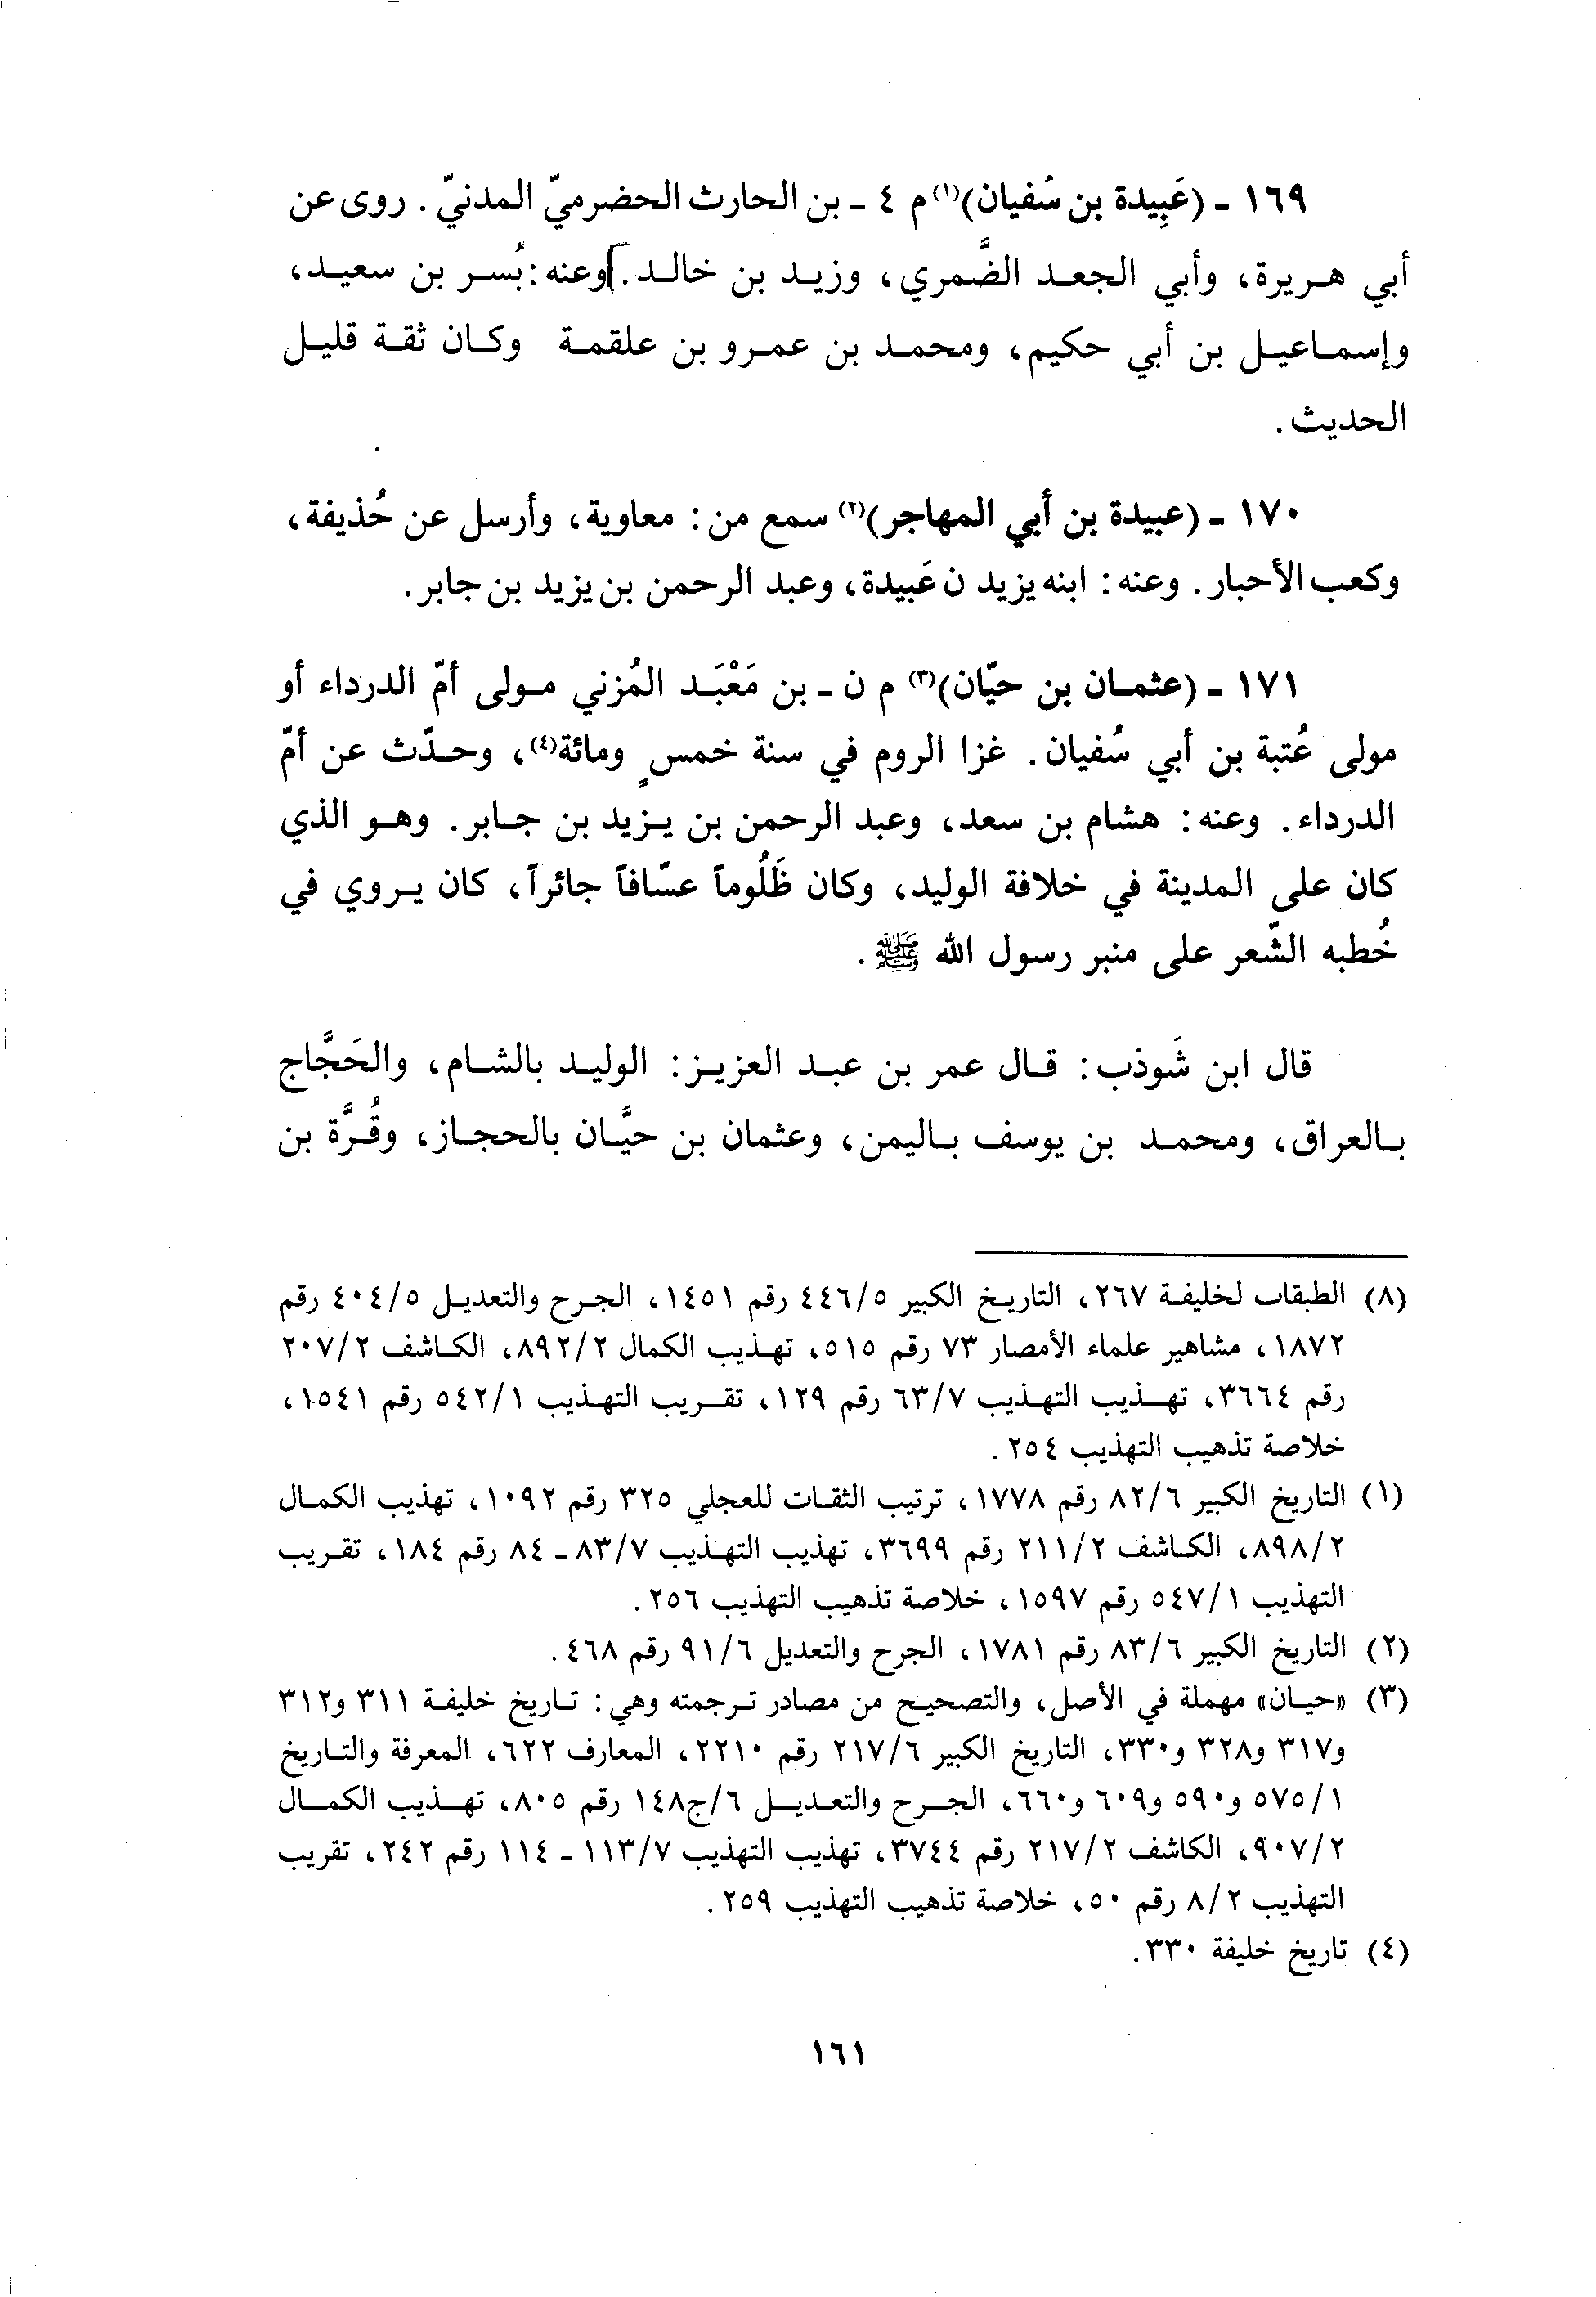 ١٦٩ - (عَبِيدة بن سُفيان)(١) م ٤ - بن الحارث الحضرميّ المدنيّ. روى عن
أبي هريرة، وأبي الجعد الضَّمري، وزيد بن خالد.]وعنه: بُسر بن سعيد،
وإسماعيل بن أبي حكيم، ومحمد بن عمرو بن علقمة وكان ثقة قليل
الحديث.
١٧٠ - (عبيدة بن أبي المهاجر)(٢) سمع من: معاوية، وأرسل عن حُذيفة،
وكعب الأحبار. وعنه: ابنه يزيد ن عَبيدة، وعبد الرحمن بن يزيد بن جابر.
١٧١ - (عثمان بن حيّان)(٣) م ن - بن مَعْبَد المُزني مولى أمّ الدرداء أو
مولى عُتبة بن أبي سُفيان. غزا الروم في سنة خمسٍ ومائة(٤)، وحدّث عن أمّ
الدرداء. وعنه: هشام بن سعد، وعبد الرحمن بن يزيد بن جابر. وهو الذي
كان على المدينة في خلافة الوليد، وكان ظَلُوماً عسّافاً جائراً، كان يروي في
خُطبه الشّعر على منبر رسول الله ﷺ.
قال ابن شَوذب: قال عمر بن عبد العزيز: الوليد بالشام، والحَجَّاج
بالعراق، ومحمد بن يوسف باليمن، وعثمان بن حيَّان بالحجاز، وقُرَّة بن
(٨) الطبقات لخليفة ٢٦٧، التاريخ الكبير ٤٤٦/٥ رقم ١٤٥١، الجرح والتعديل ٤٠٤/٥ رقم
١٨٧٢، مشاهير علماء الأمصار ٧٣ رقم ٥١٥، تهذيب الكمال ٨٩٢/٢، الكاشف ٢٠٧/٢
رقم ٣٦٦٤، تهذيب التهذيب ٦٣/٧ رقم ١٢٩، تقريب التهذيب ٥٤٢/١ رقم ١٥٤١،
خلاصة تذهيب التهذيب ٢٥٤.
(١) التاريخ الكبير ٨٢/٦ رقم ١٧٧٨، ترتيب الثقات للعجلي ٣٢٥ رقم ١٠٩٢، تهذيب الكمال
٨٩٨/٢، الكاشف ٢١١/٢ رقم ٣٦٩٩، تهذيب التهذيب ٨٣/٧ - ٨٤ رقم ١٨٤، تقريب
التهذيب ٥٤٧/١ رقم ١٥٩٧، خلاصة تذهيب التهذيب ٢٥٦.
(٢) التاريخ الكبير ٨٣/٦ رقم ١٧٨١، الجرح والتعديل ٩١/٦ رقم ٤٦٨.
(٣) «حيان» مهملة في الأصل، والتصحيح من مصادر ترجمته وهي: تاريخ خليفة ٣١١ و٣١٢
و٣١٧ و٣٢٨ و٣٣٠، التاريخ الكبير ٢١٧/٦ رقم ٢٢١٠، المعارف ٦٢٢، المعرفة والتاريخ
٥٧٥/١ و٥٩٠ و٦٠٩ و٦٦٠، الجرح والتعديل ٦/ج١٤٨ رقم ٨٠٥، تهذيب الكمال
٩٠٧/٢، الكاشف ٢١٧/٢ رقم ٣٧٤٤، تهذيب التهذيب ١١٣/٧ - ١١٤ رقم ٢٤٢، تقريب
التهذيب ٨/٢ رقم ٥٠، خلاصة تذهيب التهذيب ٢٥٩.
(٤) تاريخ خليفة ٣٣٠.
١٦١